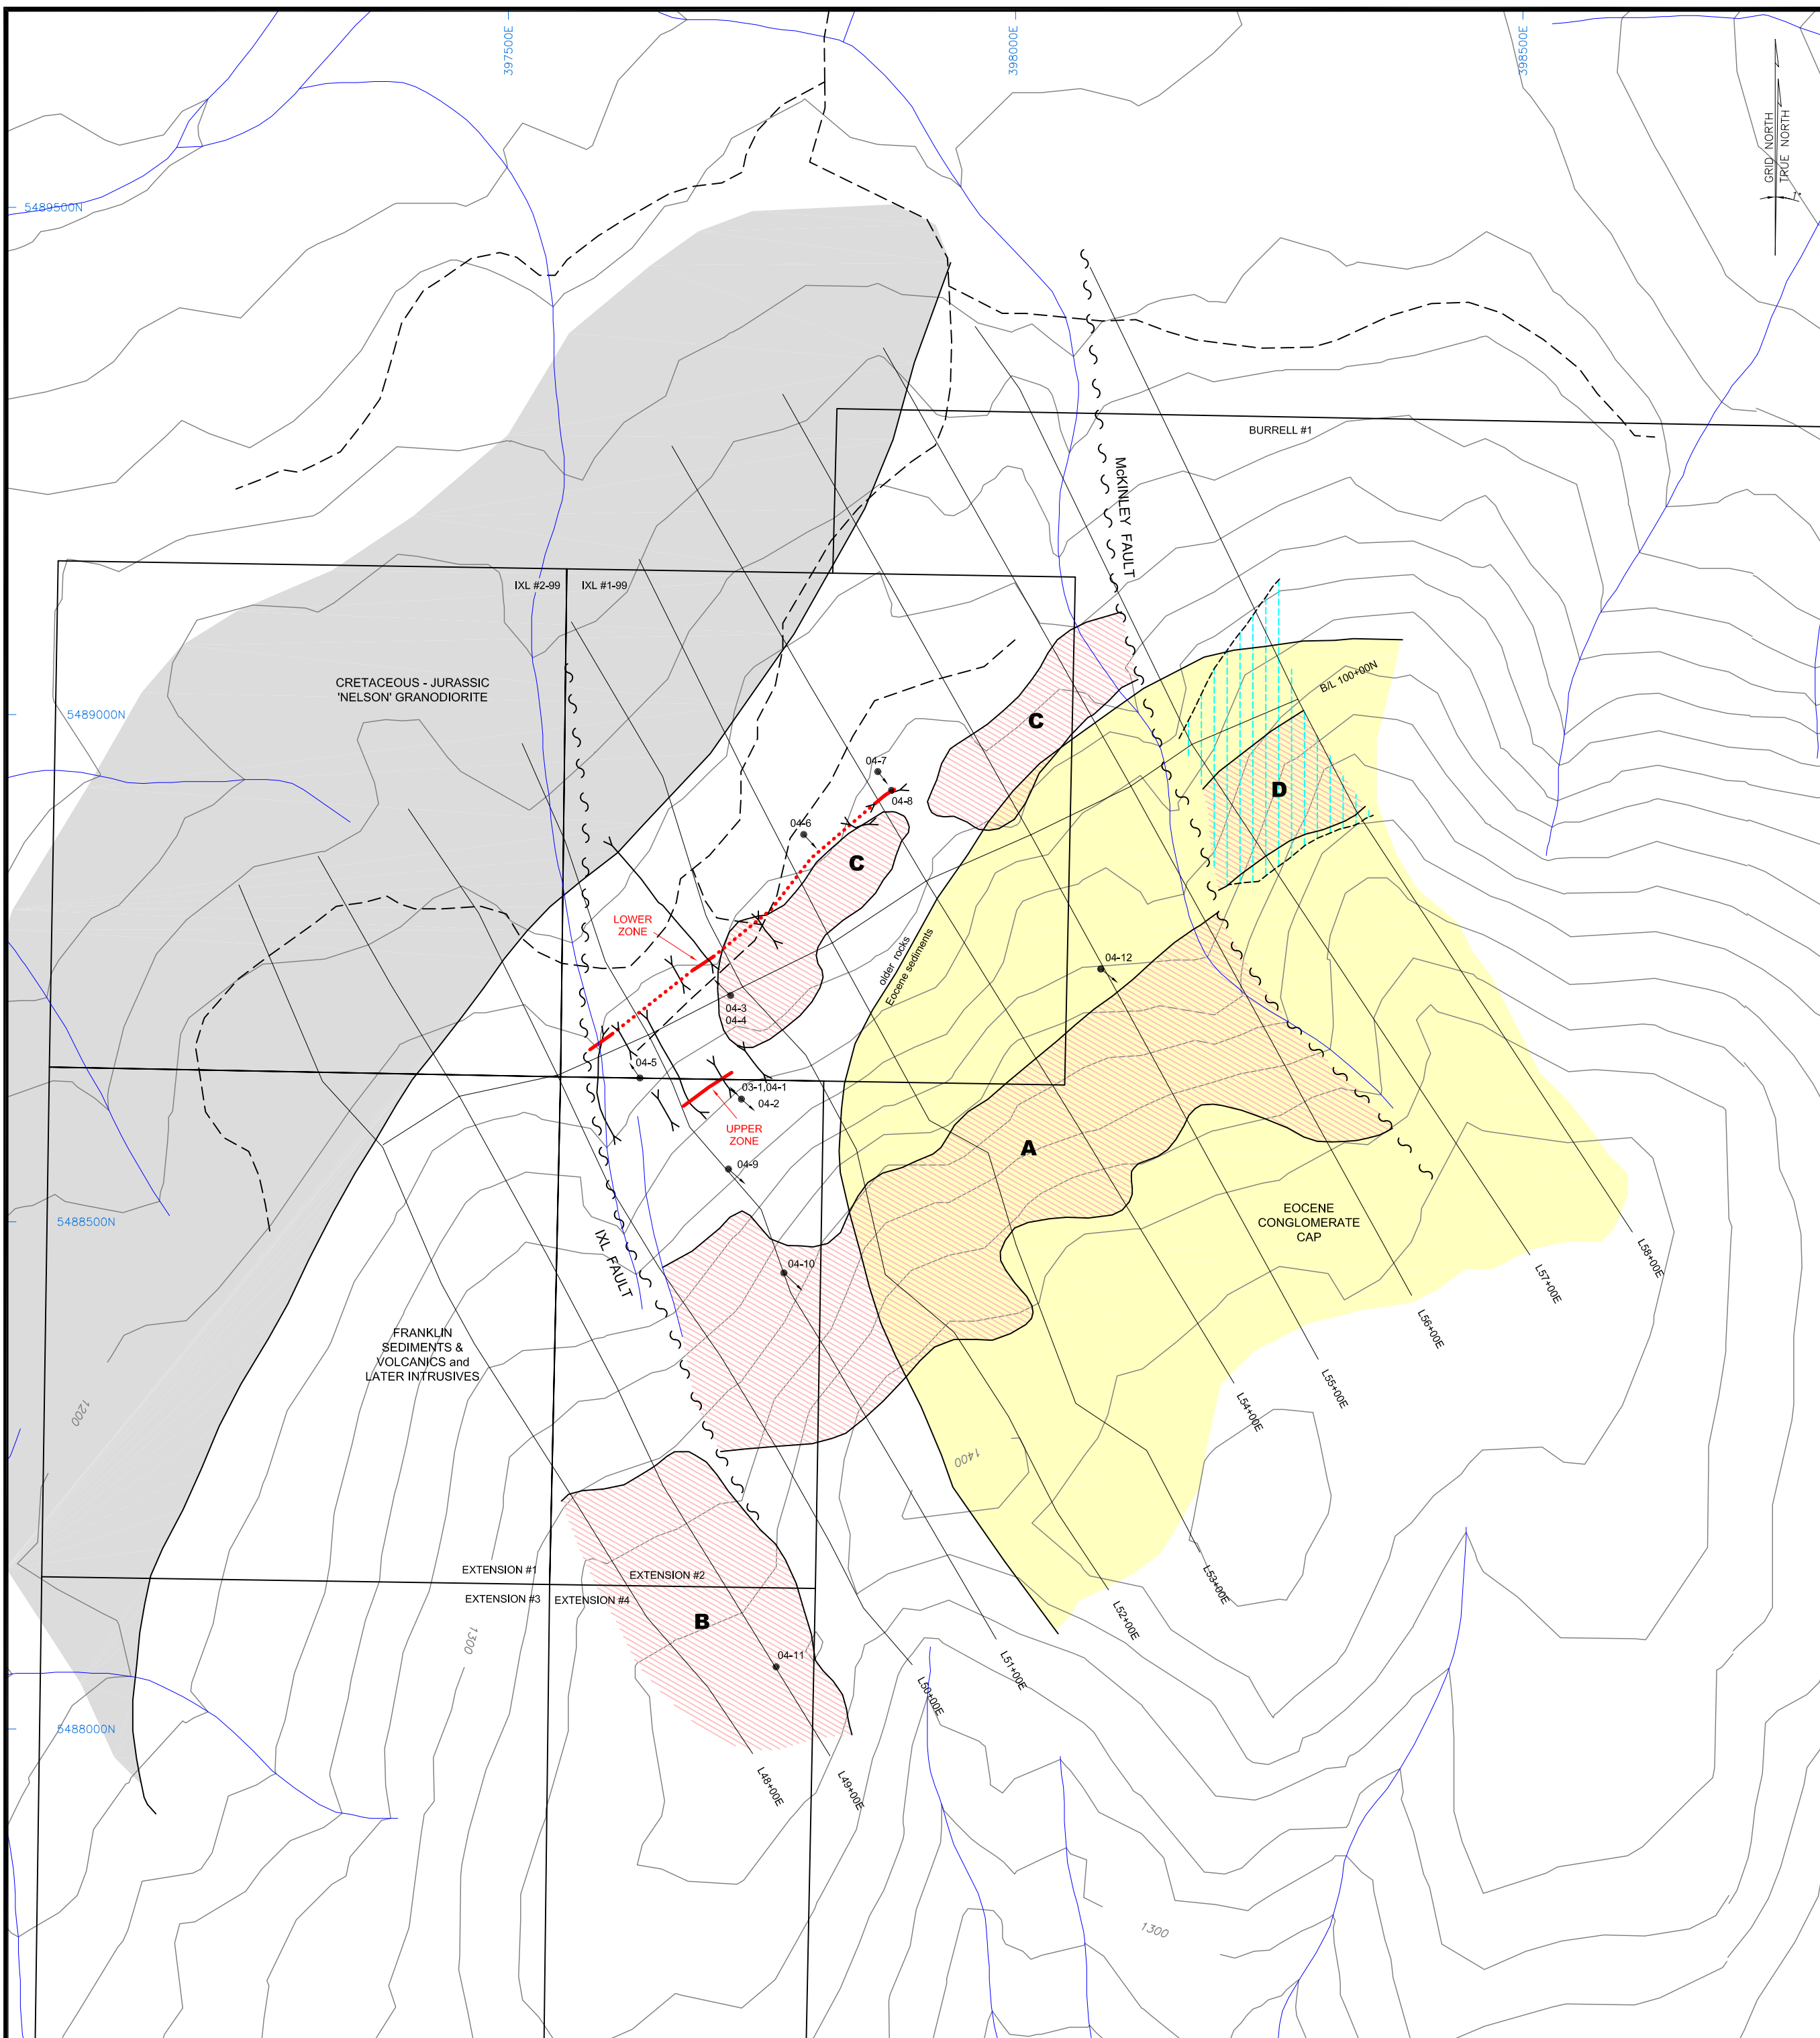 397500E
398000E
398500E
GRID NORTH
TRUE NORTH
1°
5489500N
BURRELL #1
McKINLEY FAULT
IXL #2-99
IXL #1-99
CRETACEOUS - JURASSIC
'NELSON' GRANODIORITE
B/L 100+00N
5489000N
C
04-7
D
04-8
04-6
C
LOWER
ZONE
older rocks
Eocene sediments
04-12
04-3
04-4
04-5
03-1,04-1
04-2
UPPER
ZONE
A
04-9
5488500N
EOCENE
CONGLOMERATE
CAP
IXL FAULT
04-10
L58+00E
L57+00E
FRANKLIN
SEDIMENTS &
VOLCANICS and
LATER INTRUSIVES
L56+00E
L55+00E
L54+00E
1200
1400
EXTENSION #1
EXTENSION #2
L53+00E
EXTENSION #3
EXTENSION #4
B
L52+00E
1300
04-11
L51+00E
L50+00E
5488000N
L48+00E
L49+00E
1300